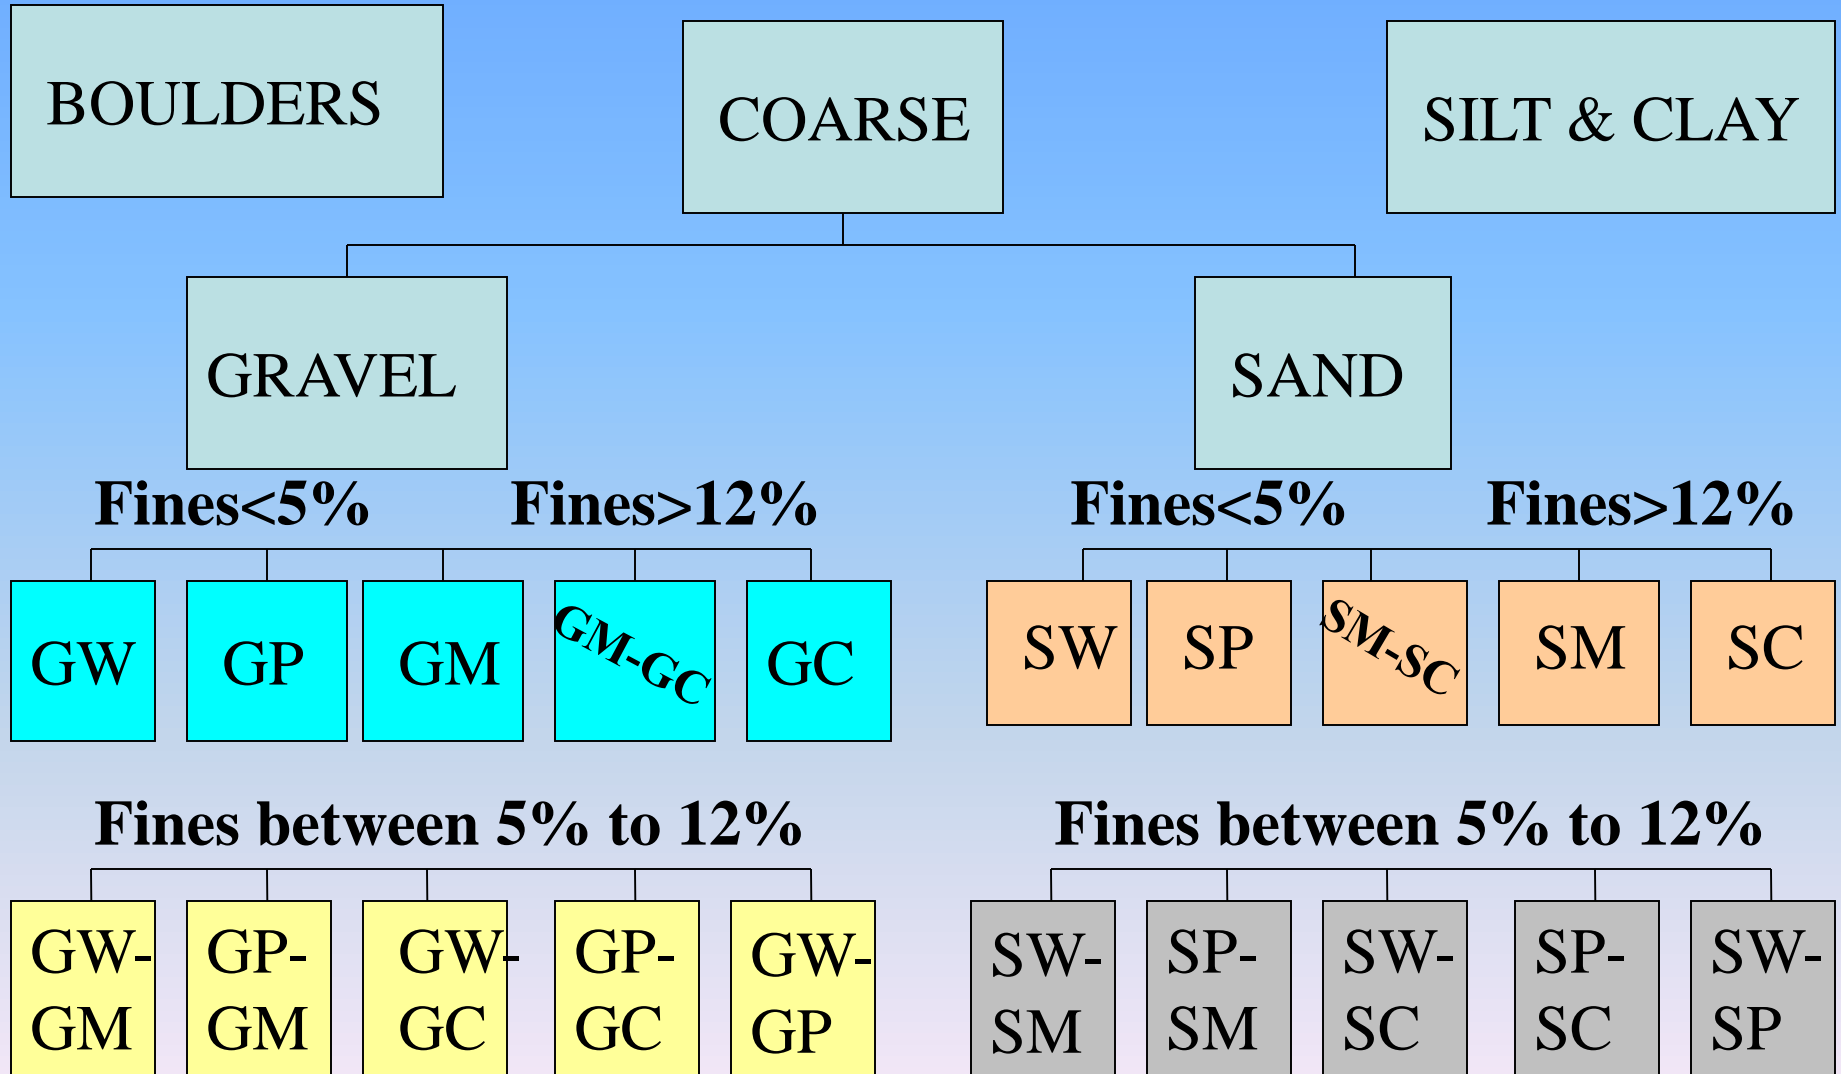 BOULDERS
COARSE
SILT & CLAY
GRAVEL
SAND
Fines<5%
Fines>12%
Fines<5%
Fines>12%
GW
GP
GM
GM-GC
GC
SW
SP
SM-SC
SM
SC
Fines between 5% to 12%
Fines between 5% to 12%
GW-
GM
GP-
GM
GW-
GC
GP-
GC
GW-
GP
SW-
SM
SP-
SM
SW-
SC
SP-
SC
SW-
SP